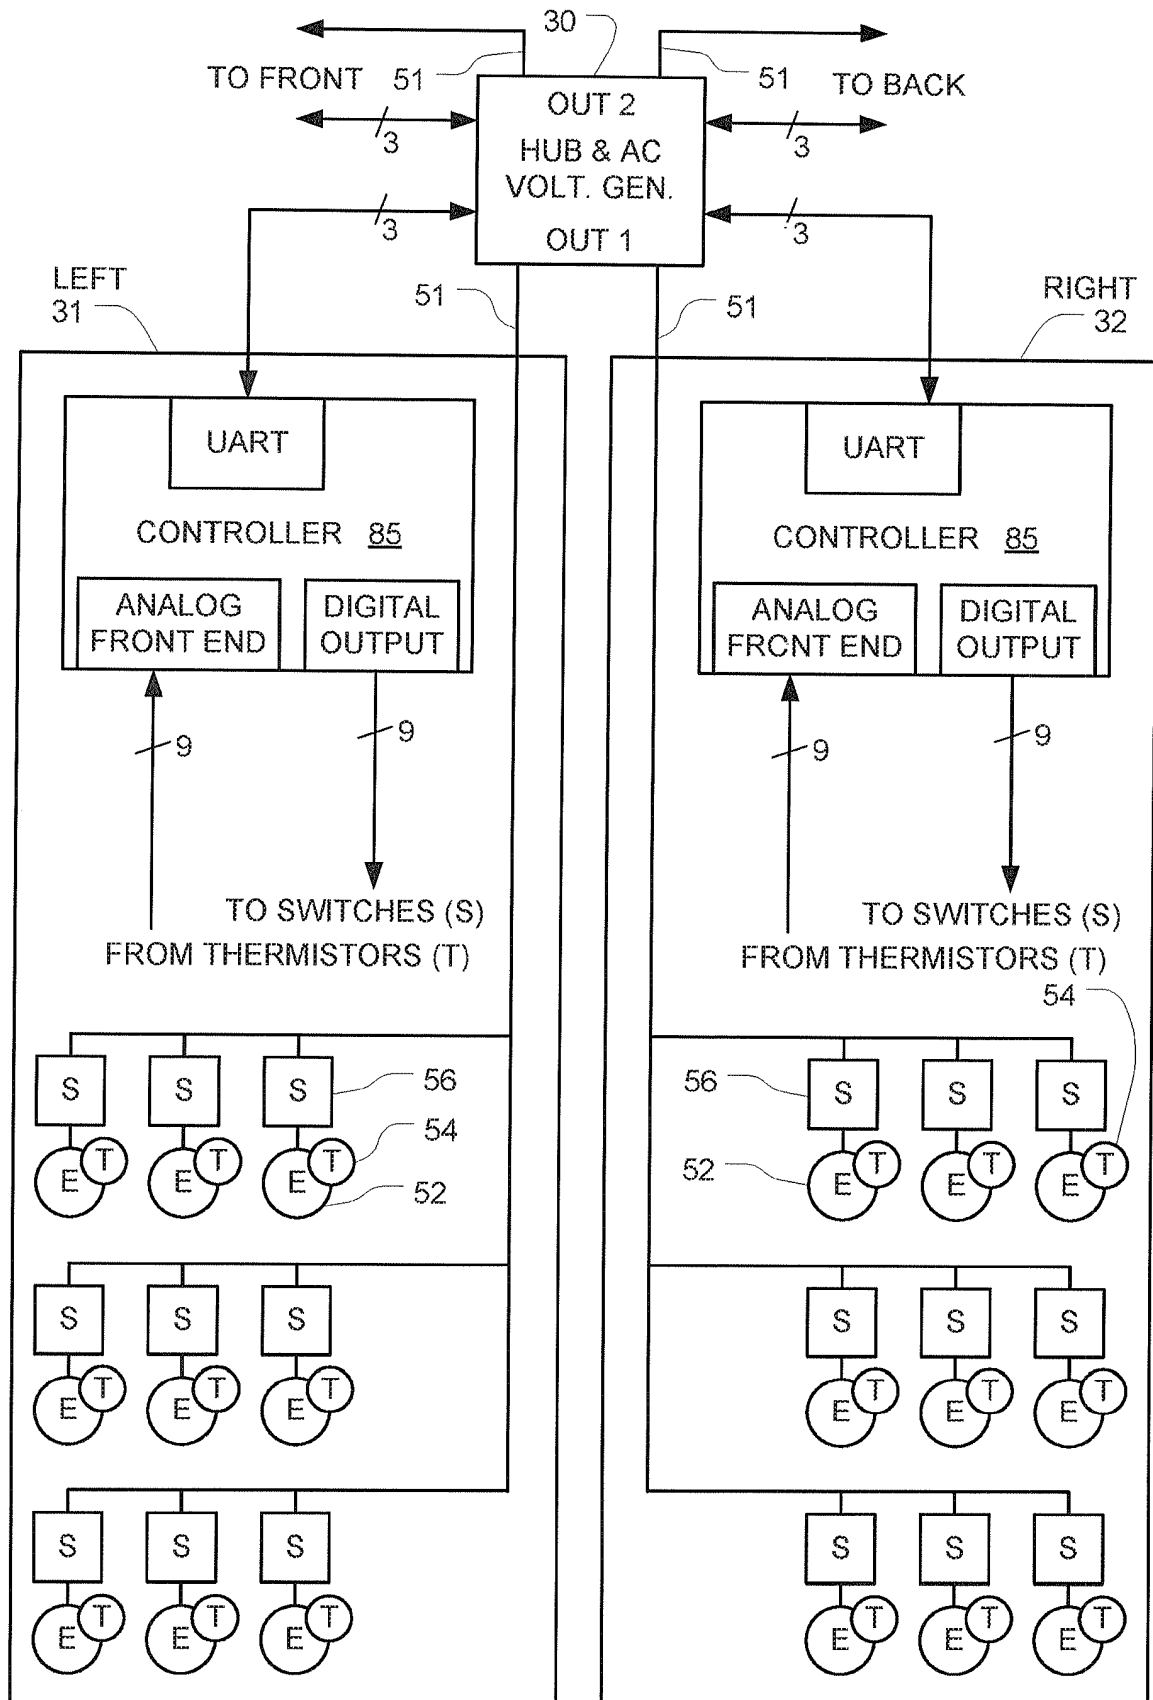 30
TO FRONT 51 51 TO BACK
OUT 2
3 3
HUB & AC
VOLT. GEN.
3 3
OUT 1
LEFT
31
51 51
RIGHT
32
UART UART
CONTROLLER 85 CONTROLLER 85
ANALOG
FRONT END
DIGITAL
OUTPUT
ANALOG
FRONT END
DIGITAL
OUTPUT
9 9 9 9
TO SWITCHES (S) TO SWITCHES (S)
FROM THERMISTORS (T) FROM THERMISTORS (T)
54
S S S 56 56 S S S
T T T 54 T T T
E E E 52 52 E E E
S S S S S S
T T T T T T
E E E E E E
S S S S S S
T T T T T T
E E E E E E